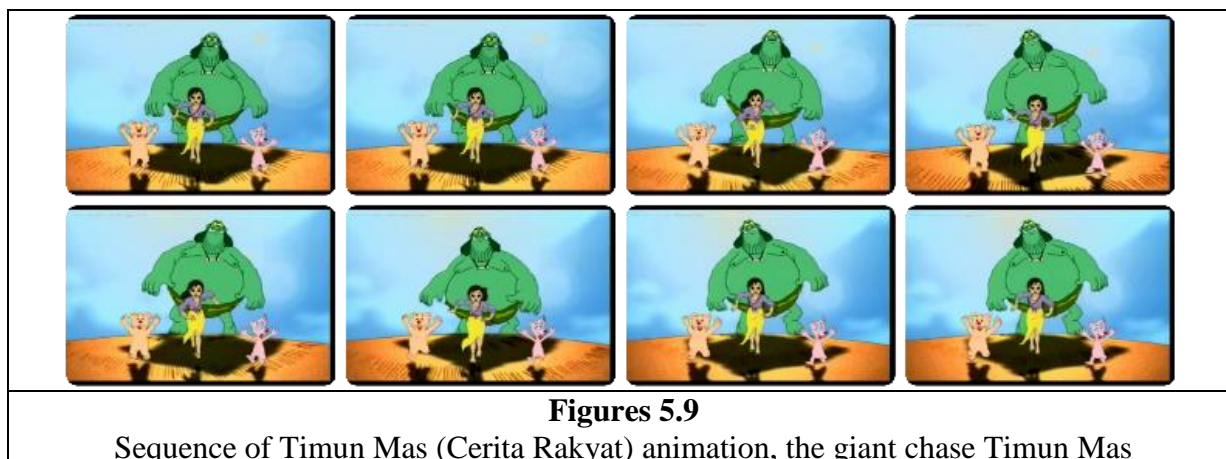 Figures 5.9
Sequence of Timun Mas (Cerita Rakyat) animation, the giant chase Timun Mas